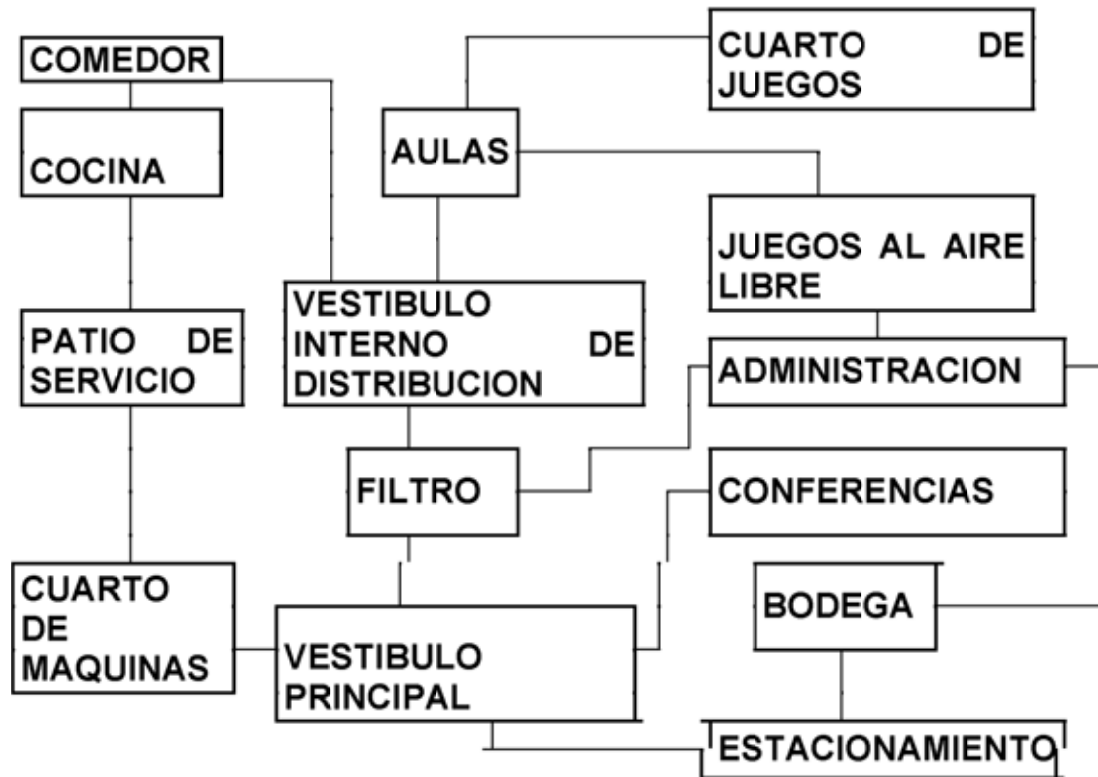 COMEDOR
COCINA
PATIO DE
SERVICIO
CUARTO
DE
MAQUINAS
AULAS
VESTIBULO
INTERNO DE
DISTRIBUCION
FILTRO
VESTIBULO
PRINCIPAL
CUARTO DE
JUEGOS
JUEGOS AL AIRE
LIBRE
ADMINISTRACION
CONFERENCIAS
BODEGA
ESTACIONAMIENTO